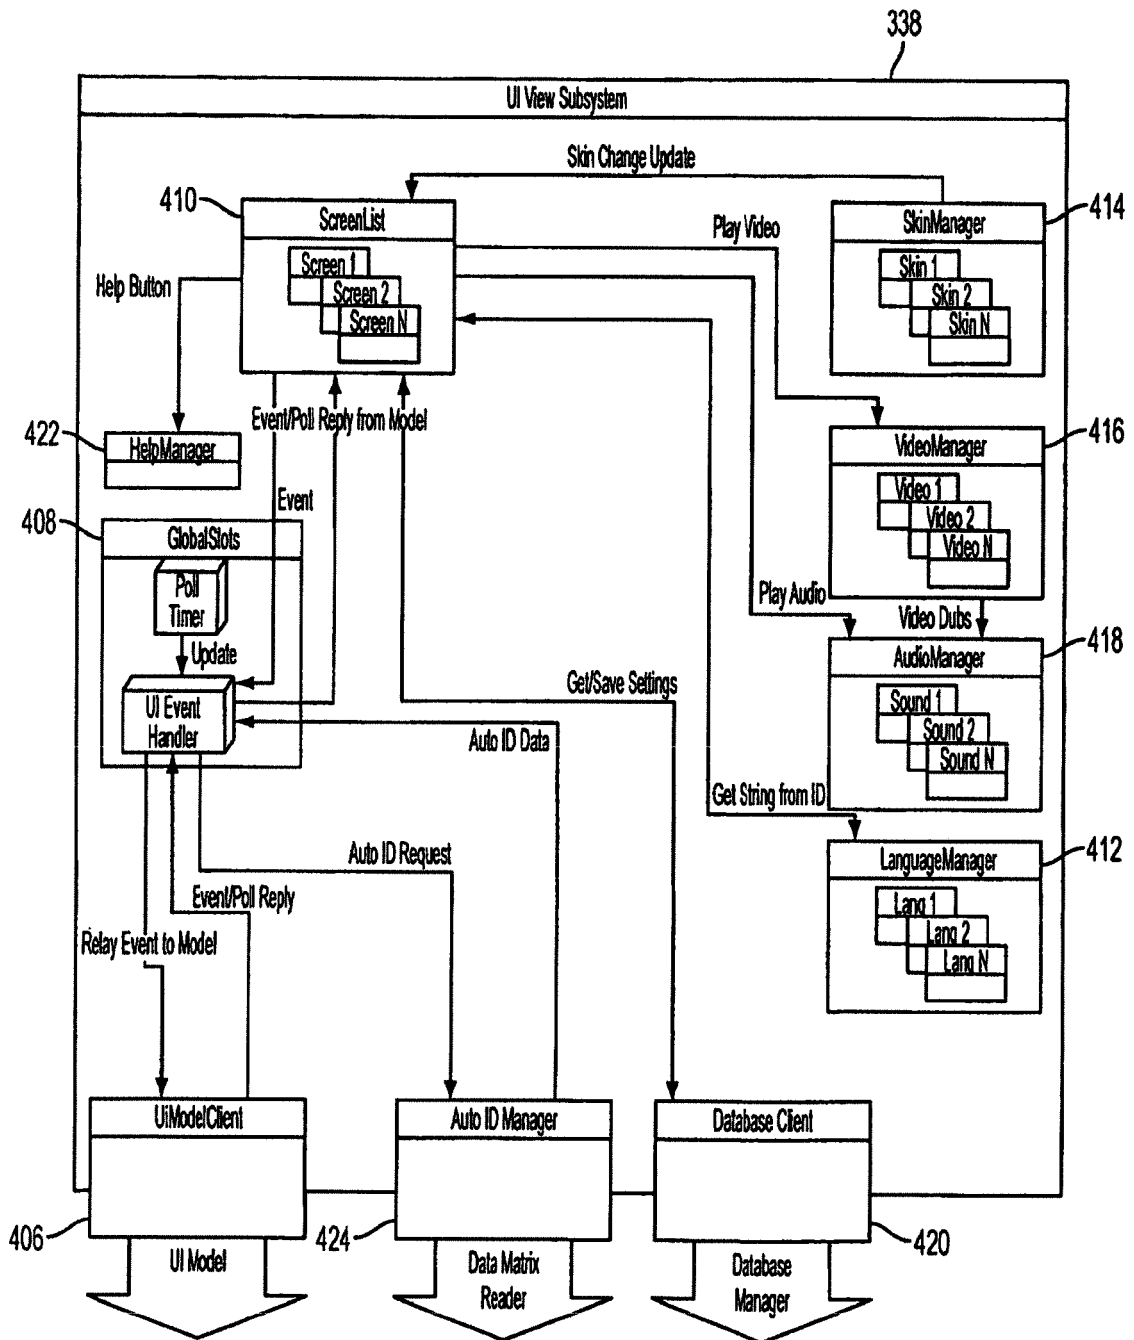 338
UI View Subsystem
Skin Change Update
410
ScreenList
Screen 1
Screen 2
Screen N
Play Video
414
SkinManager
Skin 1
Skin 2
Skin N
Help Button
Event/Poll Reply from Model
422
HelpManager
416
VideoManager
Video 1
Video 2
Video N
Event
408
GlobalSlots
Poll
Timer
Update
UI Event
Handler
Play Audio
Video Dubs
418
AudioManager
Sound 1
Sound 2
Sound N
Get/Save Settings
Auto ID Data
Get String from ID
Auto ID Request
412
LanguageManager
Lang 1
Lang 2
Lang N
Event/Poll Reply
Relay Event to Model
UiModelClient
Auto ID Manager
Database Client
406
424
420
UI Model
Data Matrix
Reader
Database
Manager